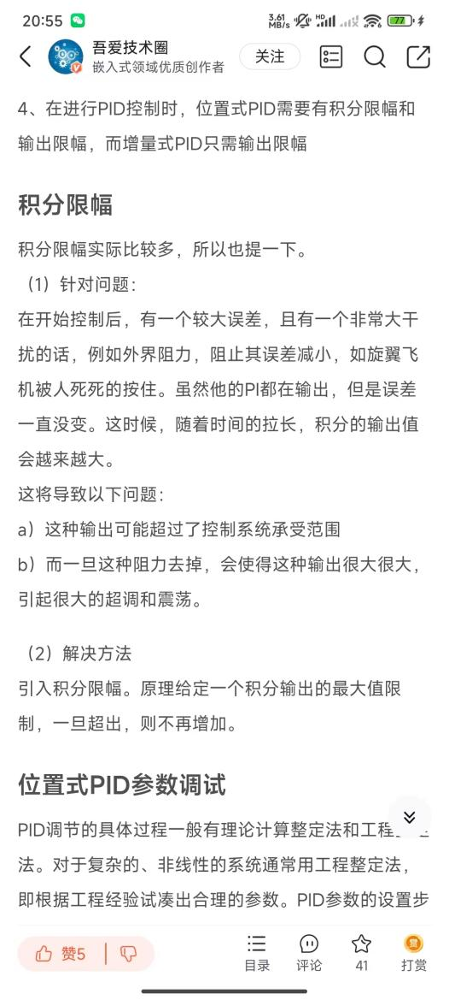 20:55
3.61 MB/s
HD
77
吾爱技术圈
嵌入式领域优质创作者
关注
4、在进行PID控制时，位置式PID需要有积分限幅和
输出限幅，而增量式PID只需输出限幅
积分限幅
积分限幅实际比较多，所以也提一下。
（1）针对问题：
在开始控制后，有一个较大误差，且有一个非常大干
扰的话，例如外界阻力，阻止其误差减小，如旋翼飞
机被人死死的按住。虽然他的PI都在输出，但是误差
一直没变。这时候，随着时间的拉长，积分的输出值
会越来越大。
这将导致以下问题：
a）这种输出可能超过了控制系统承受范围
b）而一旦这种阻力去掉，会使得这种输出很大很大，
引起很大的超调和震荡。
（2）解决方法
引入积分限幅。原理给定一个积分输出的最大值限
制，一旦超出，则不再增加。
位置式PID参数调试
PID调节的具体过程一般有理论计算整定法和工程
法。对于复杂的、非线性的系统通常用工程整定法，
即根据工程经验试凑出合理的参数。PID参数的设置步
赞5
目录
评论
41
赏
打赏